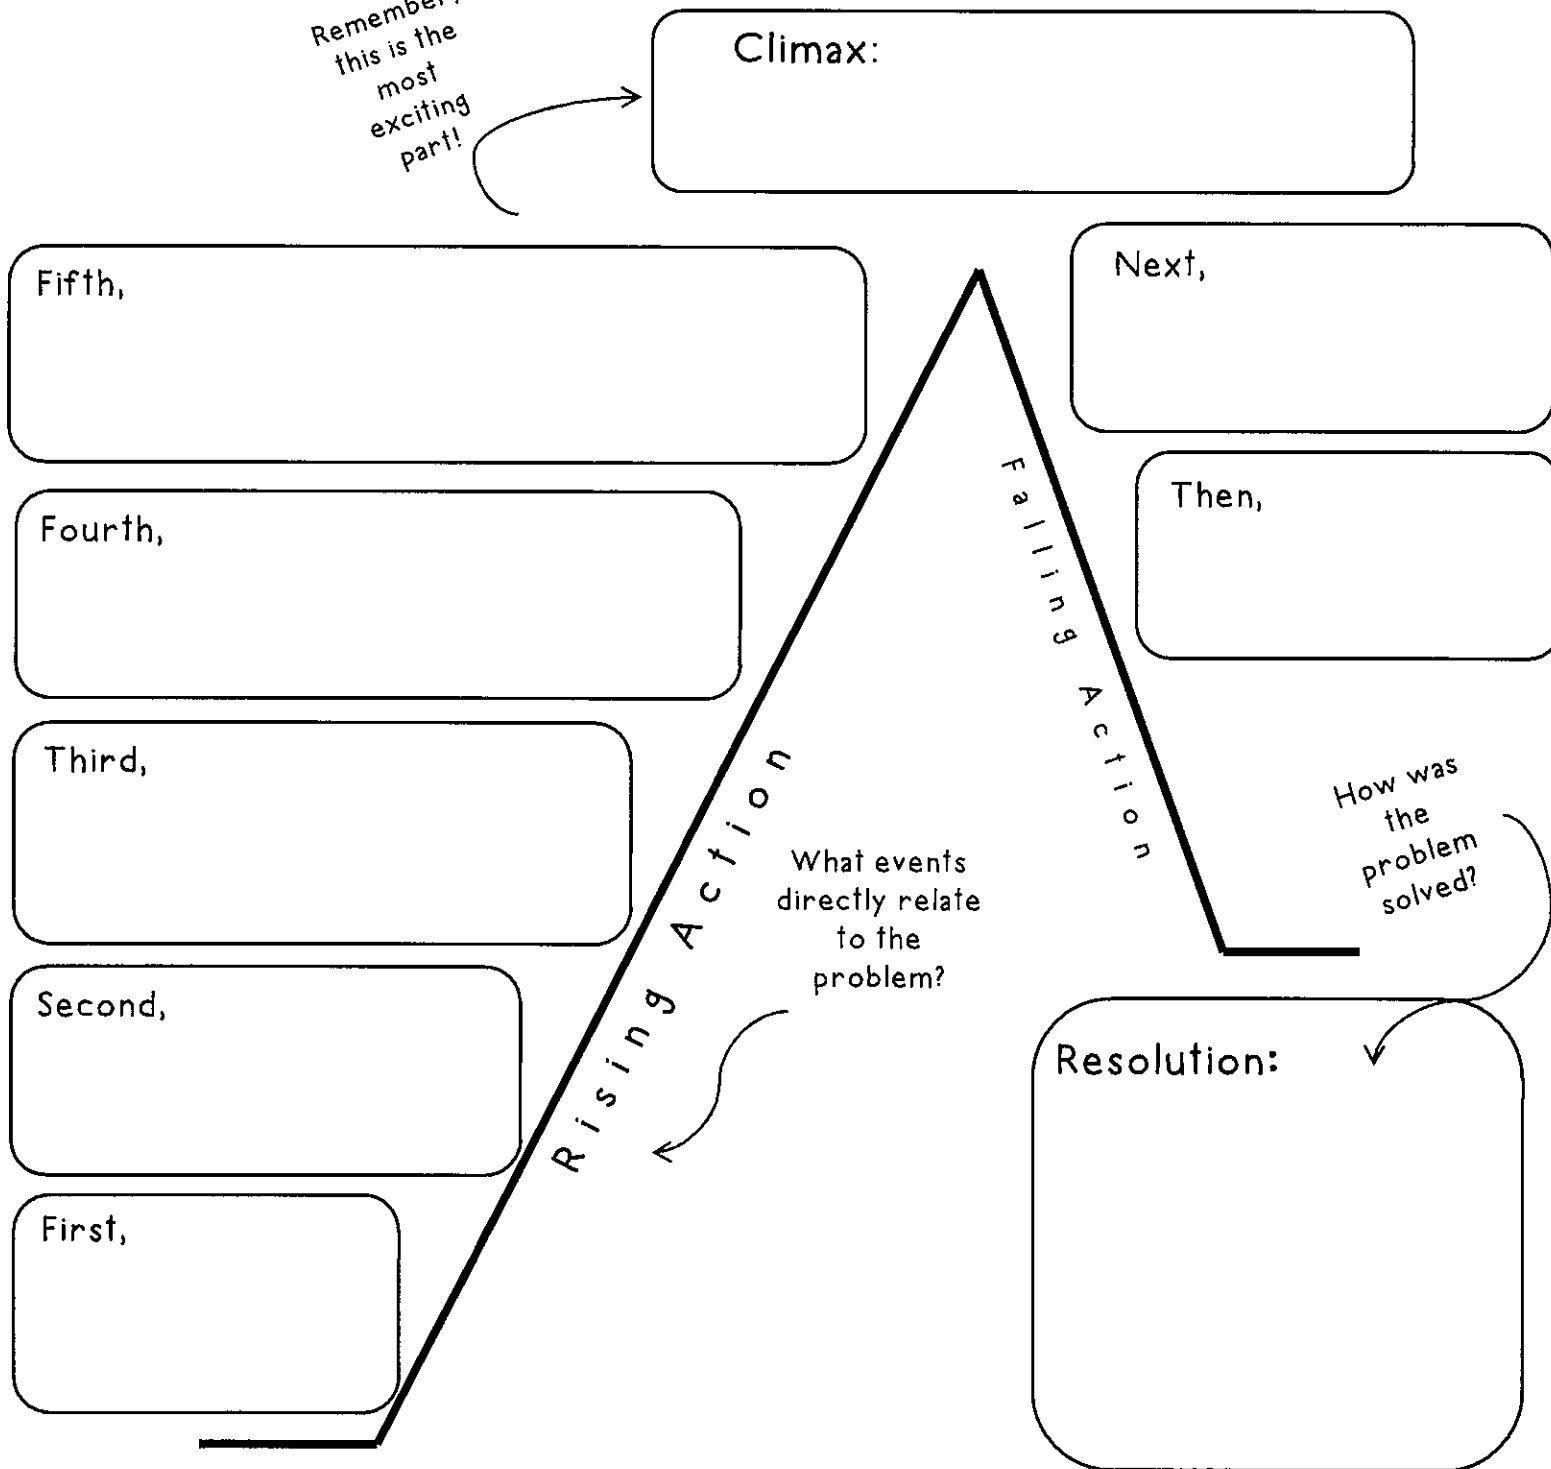 Remember,
this is the
most
exciting
part!
Climax:
Fifth,
Next,
Fourth,
Then,
Third,
Falling Action
Rising Action
What events
directly relate
to the
problem?
How was
the
problem
solved?
Second,
Resolution:
First,